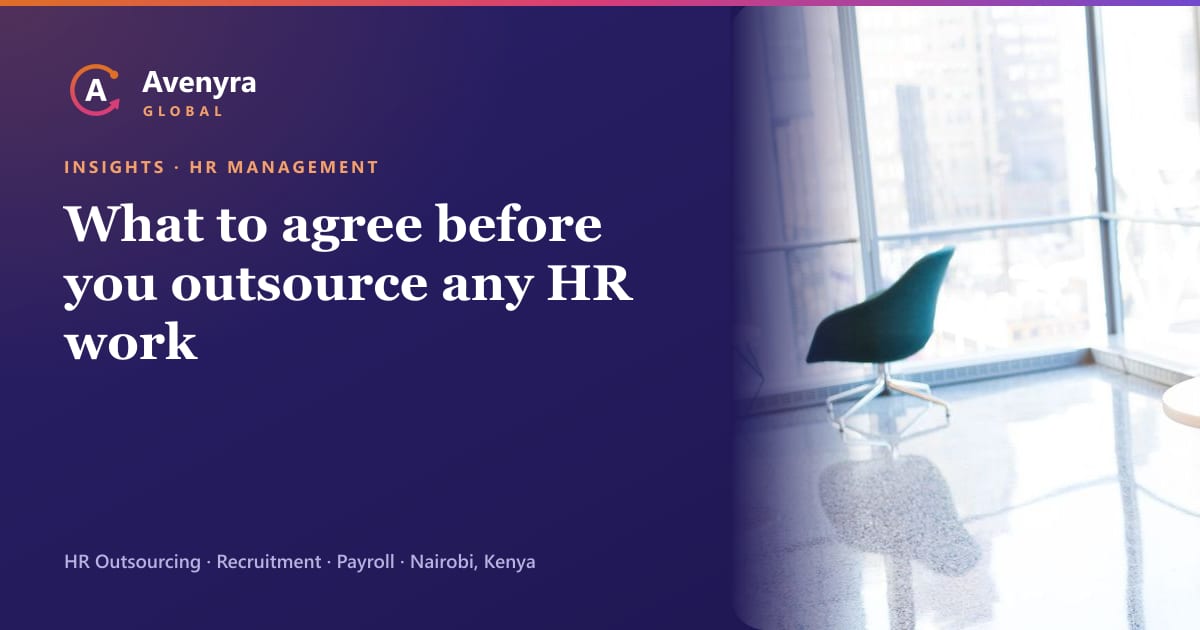 A
Avenyra
GLOBAL
INSIGHTS · HR MANAGEMENT
What to agree before
you outsource any HR
work
HR Outsourcing · Recruitment · Payroll · Nairobi, Kenya